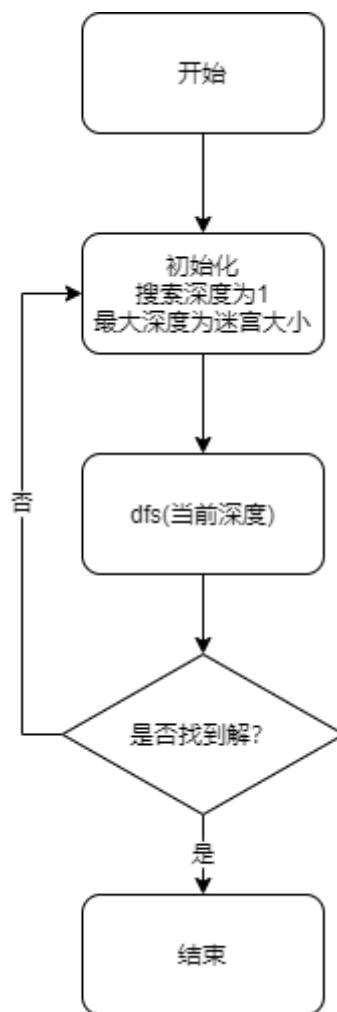 开始
初始化
搜索深度为1
最大深度为迷宫大小
dfs(当前深度)
否
是否找到解?
是
结束